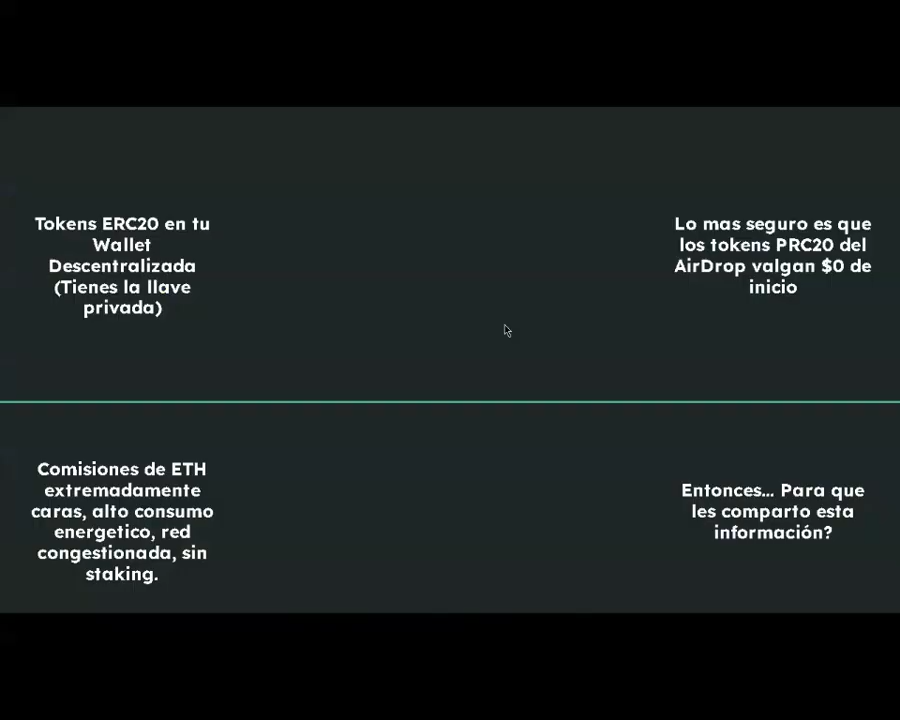 Tokens ERC20 en tu
Wallet
Descentralizada
(Tienes la llave
privada)
Lo mas seguro es que
los tokens PRC20 del
AirDrop valgan $0 de
inicio
Comisiones de ETH
extremadamente
caras, alto consumo
energetico, red
congestionada, sin
staking.
Entonces... Para que
les comparto esta
información?